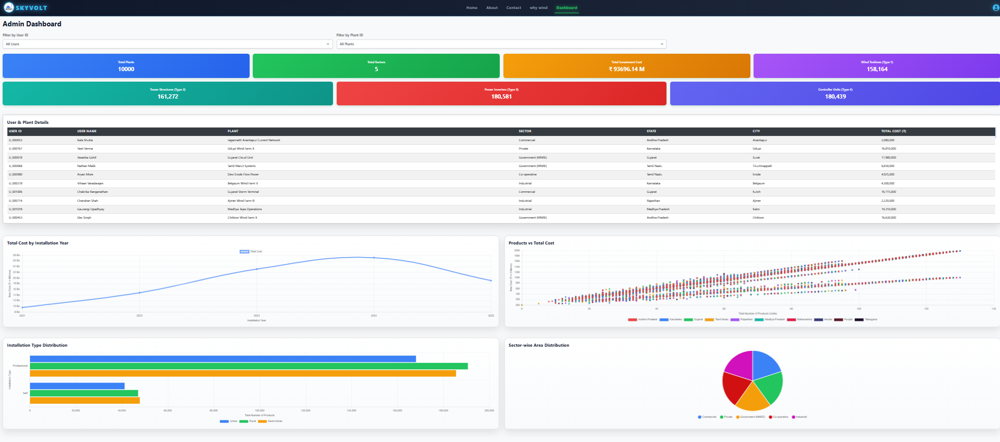 SKYVOLT
Home About Contact why wind Dashboard
Admin Dashboard
Filter by User ID Filter by Plant ID
All Users All Plants
Total Plants Total Sectors Total Investment Cost Wind Turbines (Type 1)
10000 5 ₹ 93696.14 M 158,164
Tower Structures (Type 2) Power Inverters (Type 3) Controller Units (Type 4)
161,272 180,581 180,439
User & Plant Details
USER ID USER NAME PLANT SECTOR STATE CITY TOTAL COST (₹)
U_000053 Kala Shukla Jagannath Anantapur Current Network Commercial Andhra Pradesh Anantapur 2,080,000
U_000167 Yasti Verma Udupi Wind Farm X Private Karnataka Udupi 16,810,000
U_000078 Vasatika Gohil Gujarat Cloud Unit Government (MNRE) Gujarat Surat 17,980,000
U_000068 Nathan Malik Tamil Marut Systems Government (MNRE) Tamil Nadu Tiruchirappalli 6,830,000
U_000980 Aryan More Devi Erode Flow Power Co-operative Tamil Nadu Erode 4,925,000
U_000278 Vihaan Varadarajan Belgaum Wind Farm V Industrial Karnataka Belgaum 4,300,000
U_001006 Chakrika Ranganathan Gujarat Storm Terminal Commercial Gujarat Kutch 16,115,000
U_000714 Chandran Shah Ajmer Wind Farm III Industrial Rajasthan Ajmer 2,220,000
U_001018 Gaurangi Upadhyay Madhya Tejas Operations Industrial Madhya Pradesh Katni 14,310,000
U_000453 Dev Singh Chittoor Wind Farm X Government (MNRE) Andhra Pradesh Chittoor 16,630,000
Total Cost by Installation Year
Total Cost
28 Bn
26 Bn
24 Bn
22 Bn
20 Bn
18 Bn
16 Bn
14 Bn
12 Bn
10 Bn
8 Bn
Total Cost (₹ in Billions)
2021 2022 2023 2024 2025
Installation Year
Products vs Total Cost
20M
18M
16M
14M
12M
10M
8M
6M
4M
2M
0M
Total Cost (₹ in Millions)
0 20 40 60 80 100 120 140
Total Number of Products (Units)
Andhra Pradesh Karnataka Gujarat Tamil Nadu Rajasthan Madhya Pradesh Maharashtra Kerala Punjab Telangana
Installation Type Distribution
Professional
Self
Installation Type
0 20,000 40,000 60,000 80,000 100,000 120,000 140,000 160,000 180,000 200,000
Total Number of Products
Urban Rural Semi-Urban
Sector-wise Area Distribution
Commercial Private Government (MNRE) Co-operative Industrial